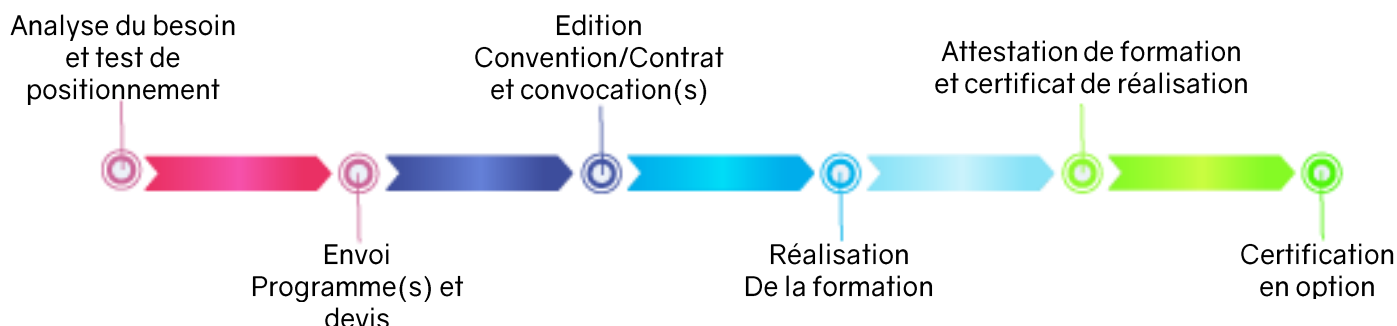 Analyse du besoin
et test de
positionnement
Envoi
Programme(s) et
devis
Edition
Convention/Contrat
et convocation(s)
Réalisation
De la formation
Attestation de formation
et certificat de réalisation
Certification
en option